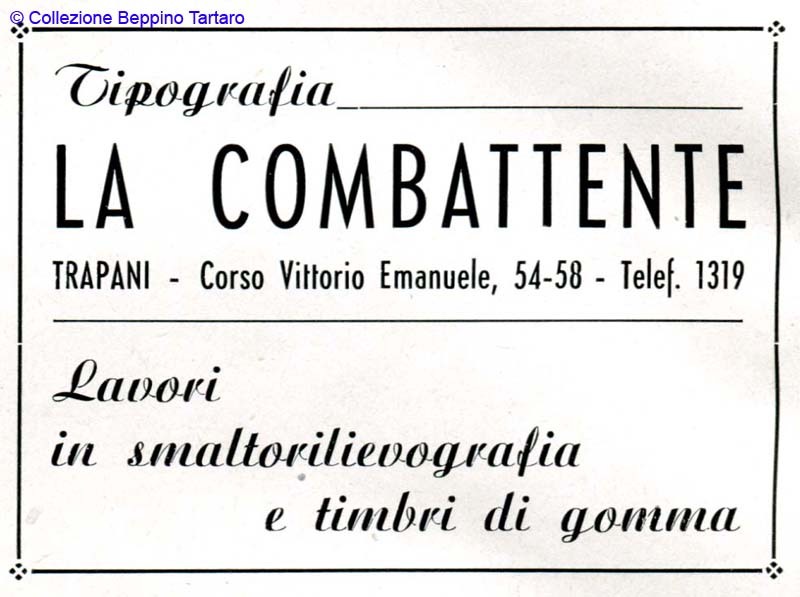 © Collezione Beppino Tartaro
Tipografia
LA COMBATTENTE
TRAPANI - Corso Vittorio Emanuele, 54-58 - Telef. 1319
Lavori
in smaltorilievografia
e timbri di gomma